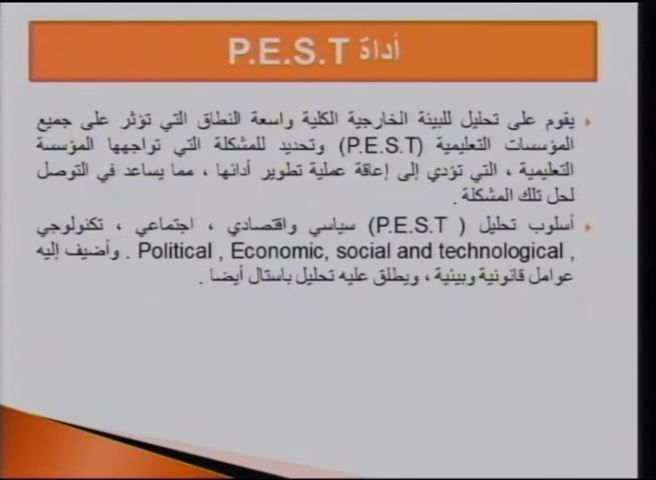 أداة P.E.S.T
يقوم على تحليل للبيئة الخارجية الكلية واسعة النطاق التي تؤثر على جميع
المؤسسات التعليمية (P.E.S.T) وتحديد للمشكلة التي تواجهها المؤسسة
التعليمية ، التي تؤدي إلى إعاقة عملية تطوير أدائها ، مما يساعد في التوصل
لحل تلك المشكلة .
أسلوب تحليل ( P.E.S.T) سياسي واقتصادي ، اجتماعي ، تكنولوجي
, Political , Economic, social and technological . وأضيف إليه
عوامل قانونية وبيئية ، ويطلق عليه تحليل باستال أيضا .